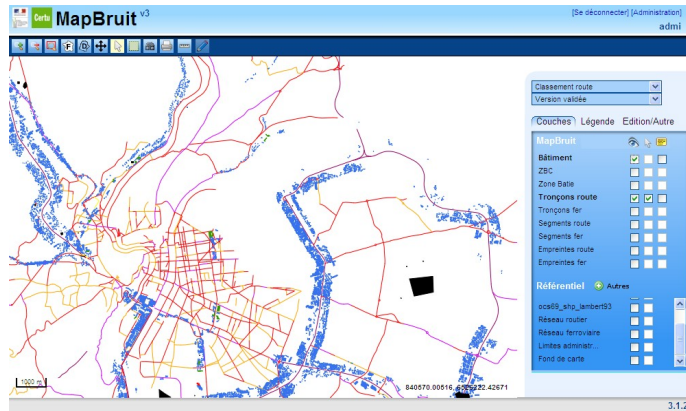 Certu MapBruit v3
[Se déconnecter] [Administration]
admi
Classement route
Version validée
Couches Légende Edition/Autre
MapBruit
Bâtiment
ZBC
Zone Batie
Tronçons route
Tronçons fer
Segments route
Segments fer
Empreintes route
Empreintes fer
Référentiel Autres
ocs69_shp_lambert93
Réseau routier
Réseau ferroviaire
Limites administr...
Fond de carte
1000 m
3.1.2